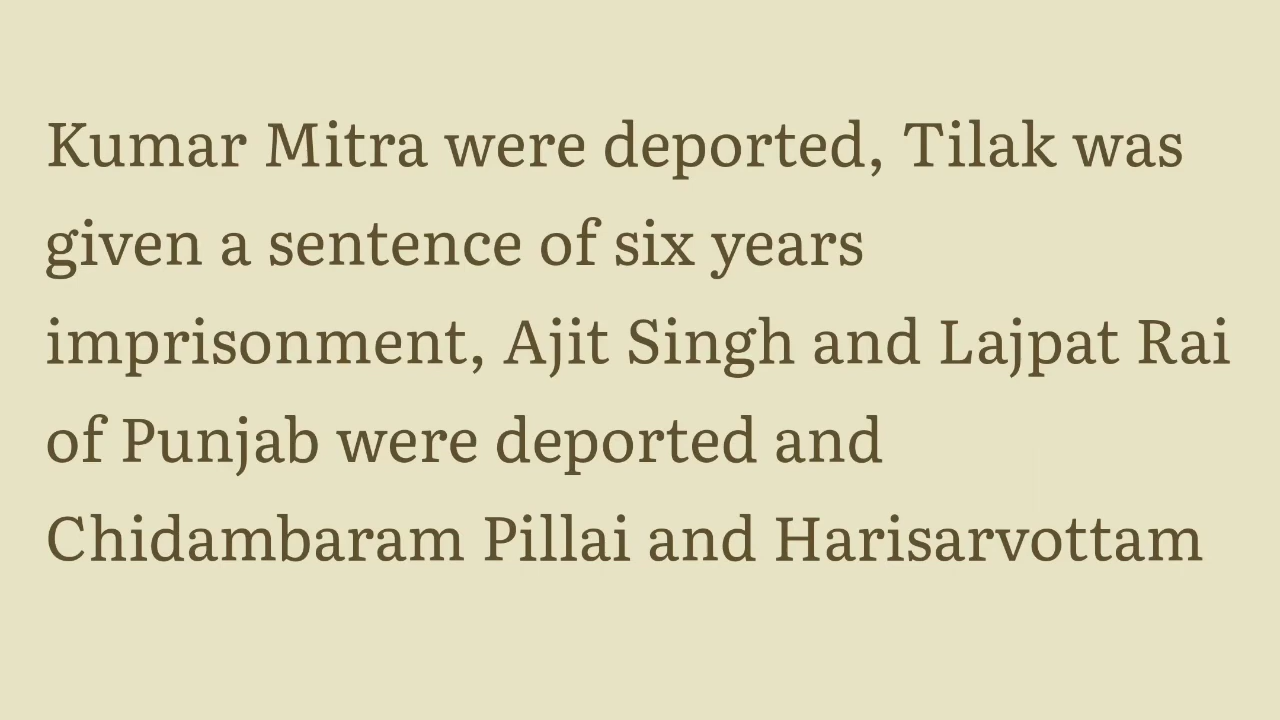 Kumar Mitra were deported, Tilak was
given a sentence of six years
imprisonment, Ajit Singh and Lajpat Rai
of Punjab were deported and
Chidambaram Pillai and Harisarvottam